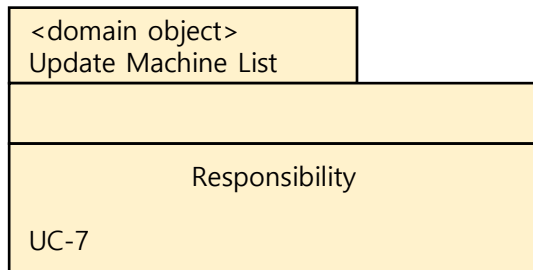 <domain object>
Update Machine List
Responsibility
UC-7